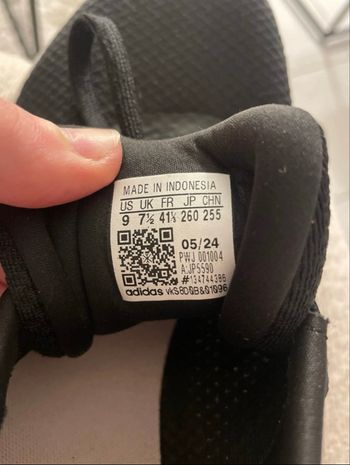 MADE IN INDONESIA
US UK FR JP CHN
9 7½ 41⅓ 260 255
05/24
PWJ 001004
A:JP5590
#134744386
adidas